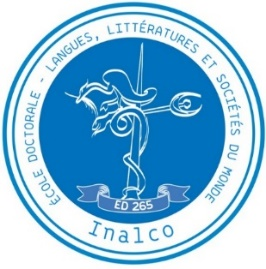 ÉCOLE DOCTORALE - LANGUES, LITTÉRATURES ET SOCIÉTÉS DU MONDE
ED 265
Inalco